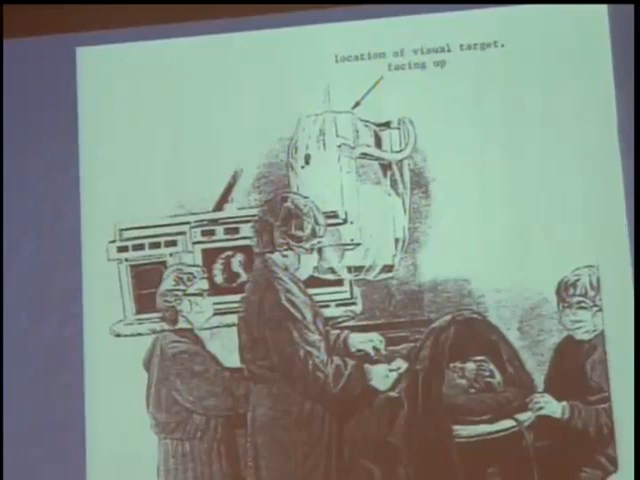 location of visual target.
facing up